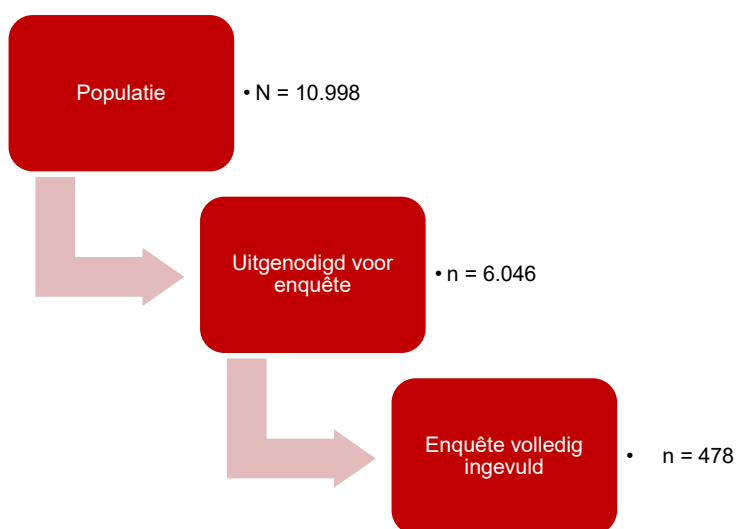 Populatie
• N = 10.998
Uitgenodigd voor
enquête
• n = 6.046
Enquête volledig
ingevuld
• n = 478